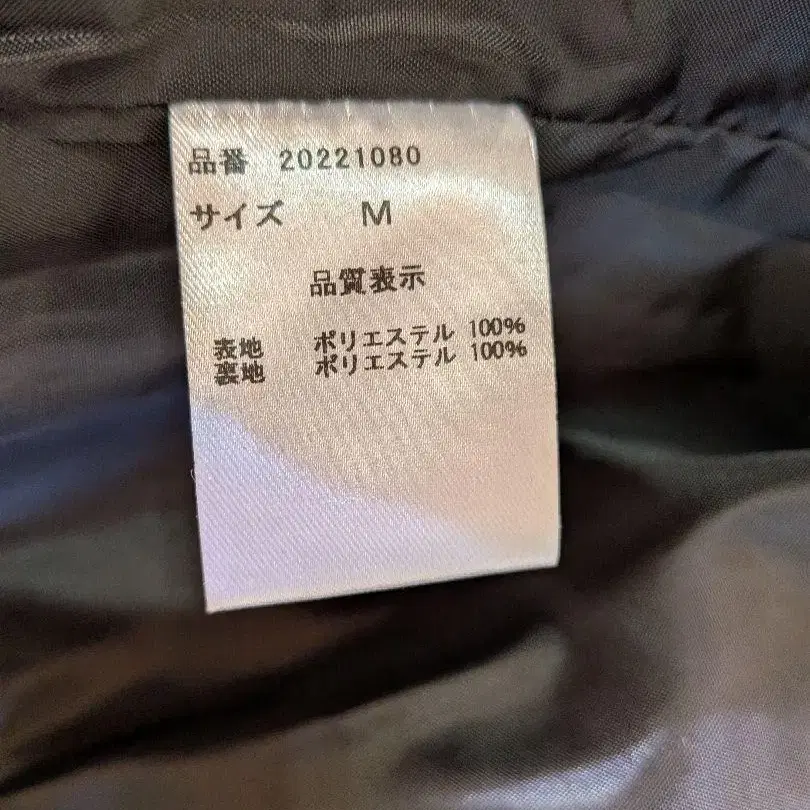 品番 20221080
サイズ M
品質表示
表地 ポリエステル 100%
裏地 ポリエステル 100%